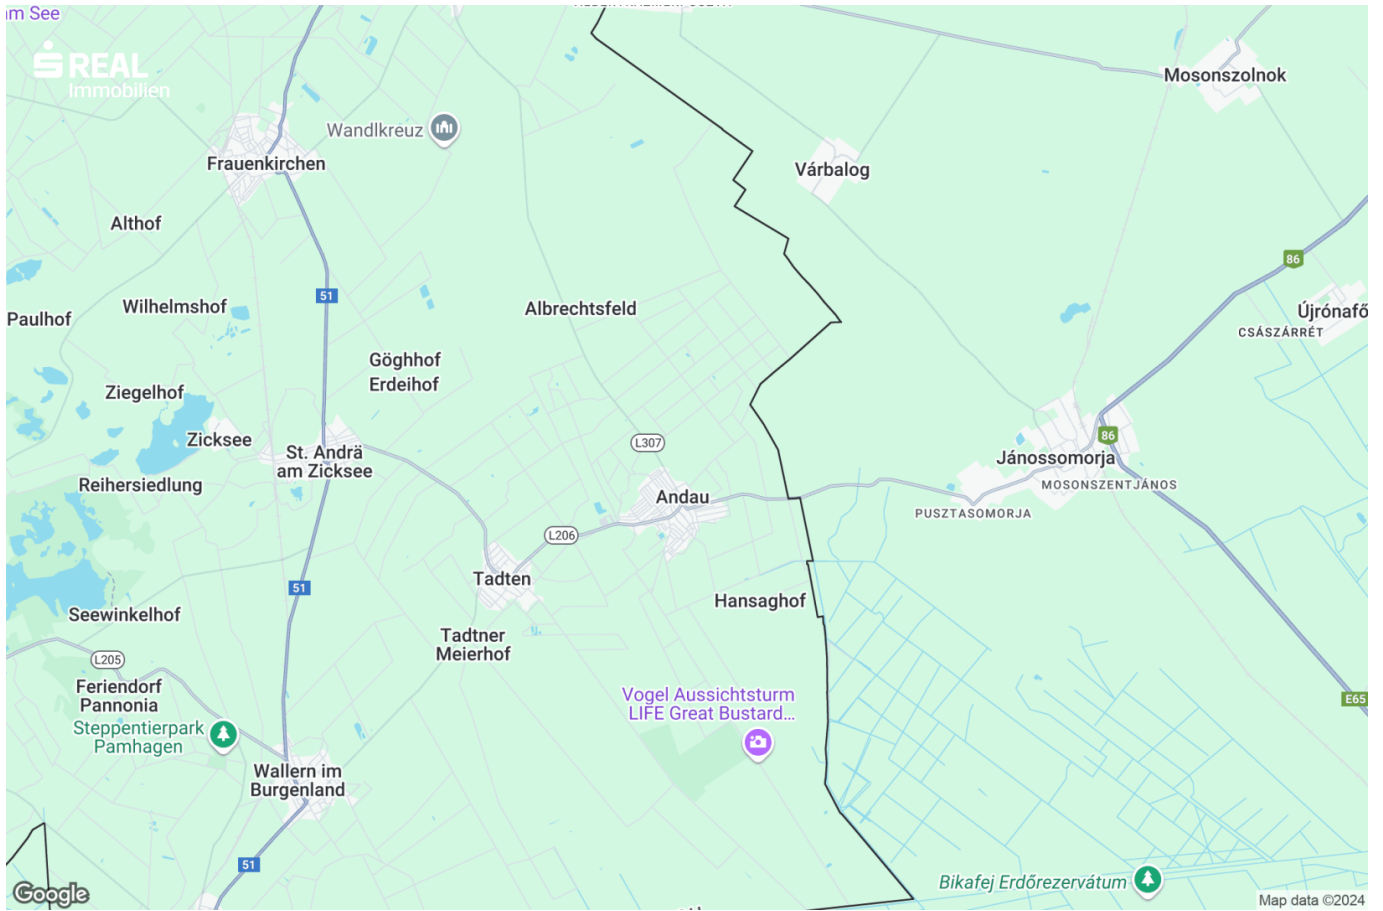 ım See
S REAL
Immobilien
Mosonszolnok
Wandlkreuz
Frauenkirchen
Várbalog
Althof
86
51
Wilhelmshof
Albrechtsfeld
Paulhof
Újrónafő
CSÁSZÁRRÉT
Göghhof
Erdeihof
Ziegelhof
Zicksee
St. Andrä
am Zicksee
L307
86
Jánossomorja
Reihersiedlung
MOSONSZENTJÁNOS
Andau
PUSZTASOMORJA
L206
Tadten
51
Hansaghof
Seewinkelhof
Tadtner
Meierhof
L205
Feriendorf
Pannonia
Vogel Aussichtsturm
LIFE Great Bustard...
E65
Steppentierpark
Pamhagen
Wallern im
Burgenland
51
Bikafej Erdőrezervátum
Google
Map data ©2024